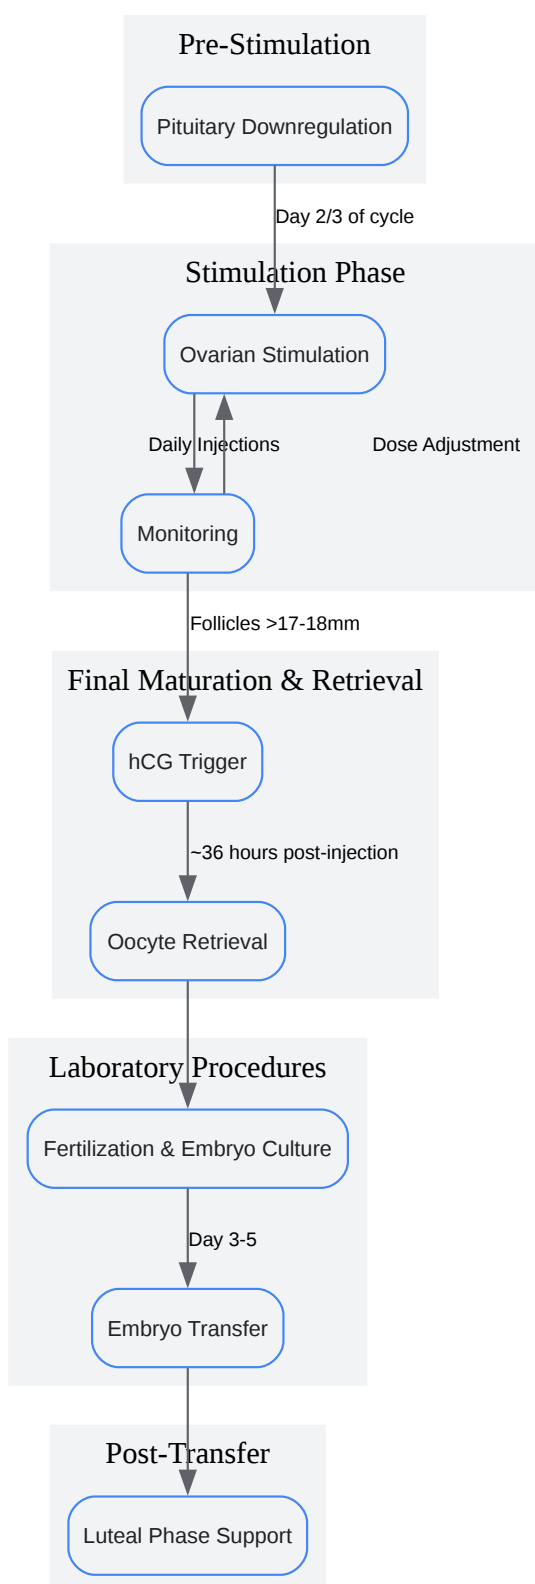 Pre-Stimulation
Pituitary Downregulation
Day 2/3 of cycle
Stimulation Phase
Ovarian Stimulation
Daily Injections
Dose Adjustment
Monitoring
Follicles >17-18mm
Final Maturation & Retrieval
hCG Trigger
~36 hours post-injection
Oocyte Retrieval
Laboratory Procedures
Fertilization & Embryo Culture
Day 3-5
Embryo Transfer
Post-Transfer
Luteal Phase Support